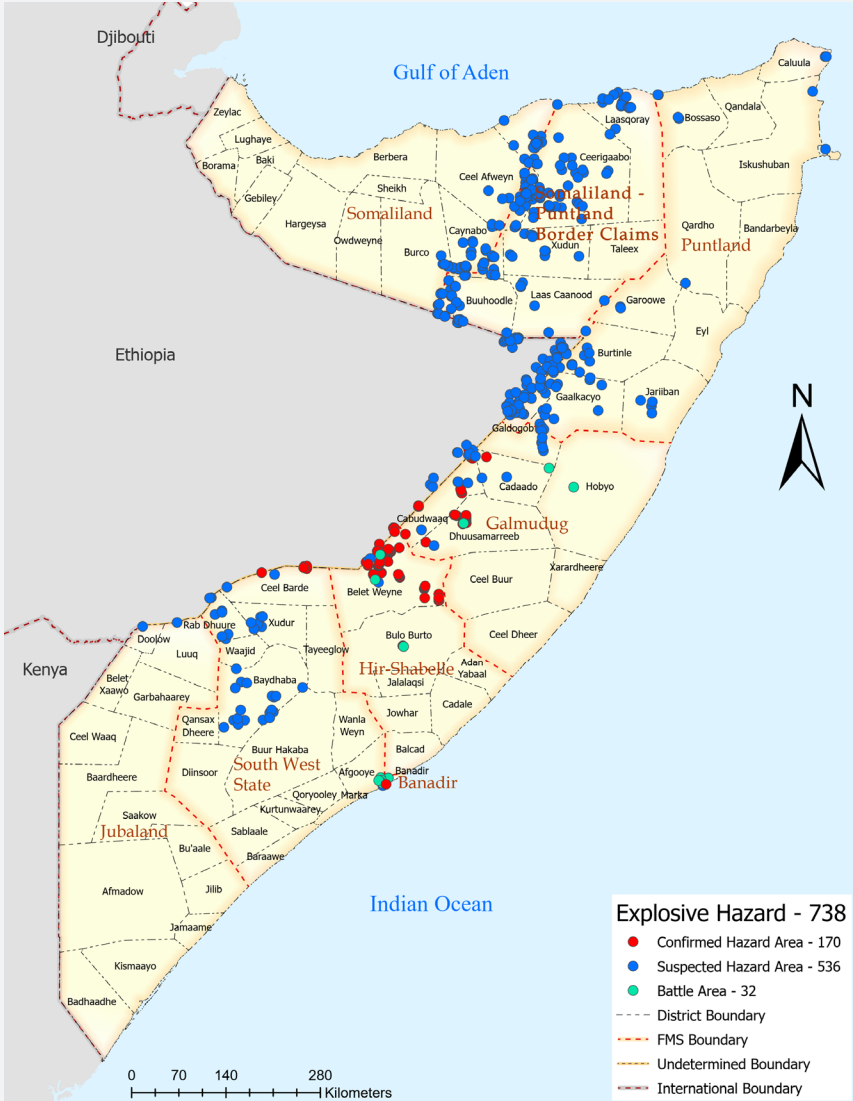 Djibouti
Gulf of Aden
Caluula
Qandala
Zeylac
Laasqoray
Bossaso
Lughaye
Baki
Borama
Berbera
Ceerigaabo
Iskushuban
Ceel Afweyn
Sheikh
Gebiley
Somaliland
Somaliland -
Puntland
Border Claims
Hargeysa
Owdweyne
Caynabo
Qardho
Bandarbeyla
Puntland
Burco
Xudun
Taleex
Buuhoodle
Laas Caanood
Garoowe
Eyl
Ethiopia
Burtinle
Jariiban
Gaalkacyo
Galdogob
N
Cadaado
Hobyo
Cabudwaaq
Galmudug
Dhuusamarreeb
Xarardheere
Ceel Buur
Ceel Barde
Belet Weyne
Rab Dhuure
Xudur
Doolow
Luuq
Waajid
Tayeeglow
Bulo Burto
Ceel Dheer
Kenya
Hir-Shabelle
Adan
Yabaal
Belet
Xaawo
Garbahaarey
Baydhaba
Jalalaqsi
Jowhar
Cadale
Qansax
Dheere
Wanla
Weyn
Ceel Waaq
Buur Hakaba
Balcad
Baardheere
Diinsoor
South West
State
Afgooye
Banadir
Banadir
Qoryooley
Marka
Kurtunwaarey
Saakow
Jubaland
Sablaale
Bu'aale
Baraawe
Afmadow
Jilib
Jamaame
Indian Ocean
Kismaayo
Badhaadhe
Explosive Hazard - 738
Confirmed Hazard Area - 170
Suspected Hazard Area - 536
Battle Area - 32
District Boundary
FMS Boundary
Undetermined Boundary
International Boundary
0 70 140 280
Kilometers